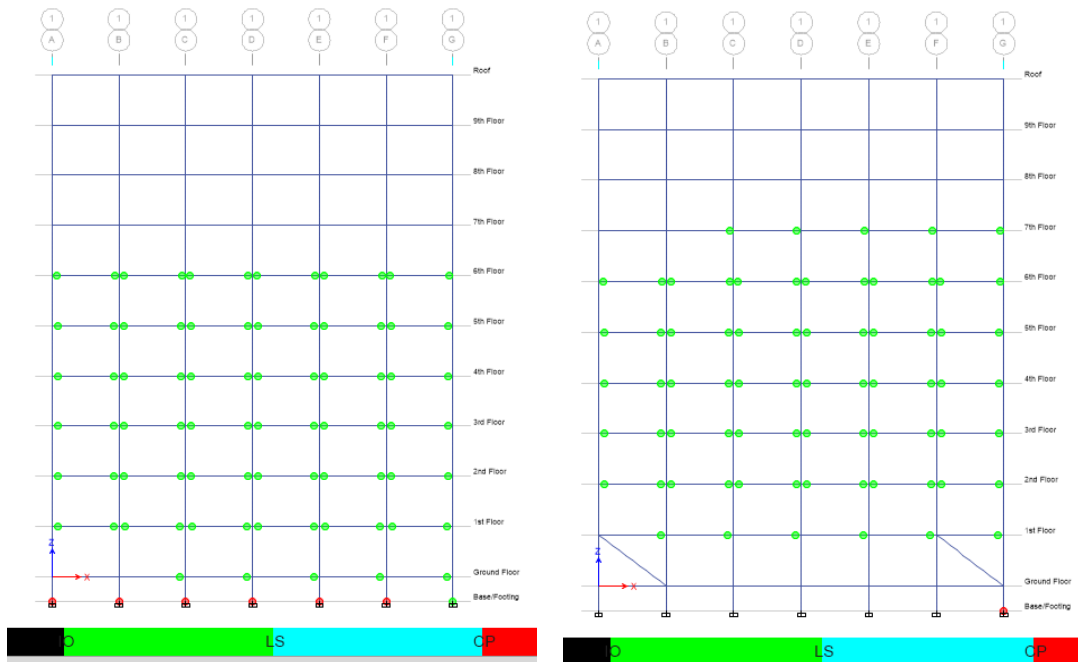 1 1 1 1 1 1 1
A B C D E F G
Roof
9th Floor
8th Floor
7th Floor
6th Floor
5th Floor
4th Floor
3rd Floor
2nd Floor
1st Floor
Z
X
Ground Floor
Base/Footing
IO LS CP
1 1 1 1 1 1 1
A B C D E F G
Roof
9th Floor
8th Floor
7th Floor
6th Floor
5th Floor
4th Floor
3rd Floor
2nd Floor
1st Floor
Z
X
Ground Floor
Base/Footing
IO LS CP